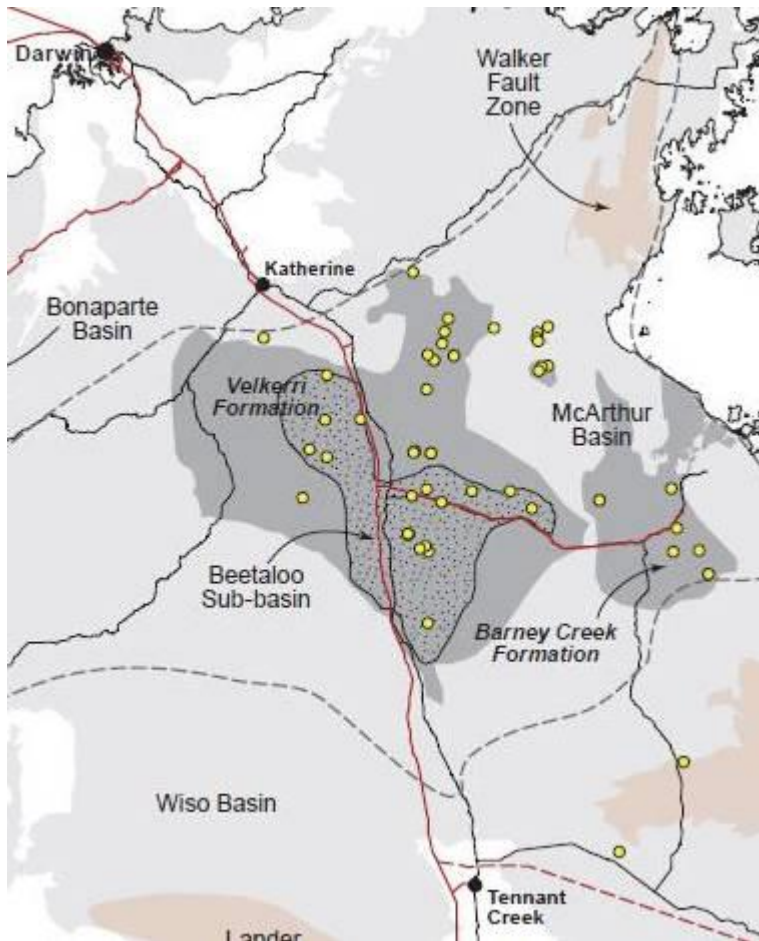 Darwin
Walker
Fault
Zone
Katherine
Bonaparte
Basin
Velkerri
Formation
McArthur
Basin
Beetaloo
Sub-basin
Barney Creek
Formation
Wiso Basin
Tennant
Creek
Lander